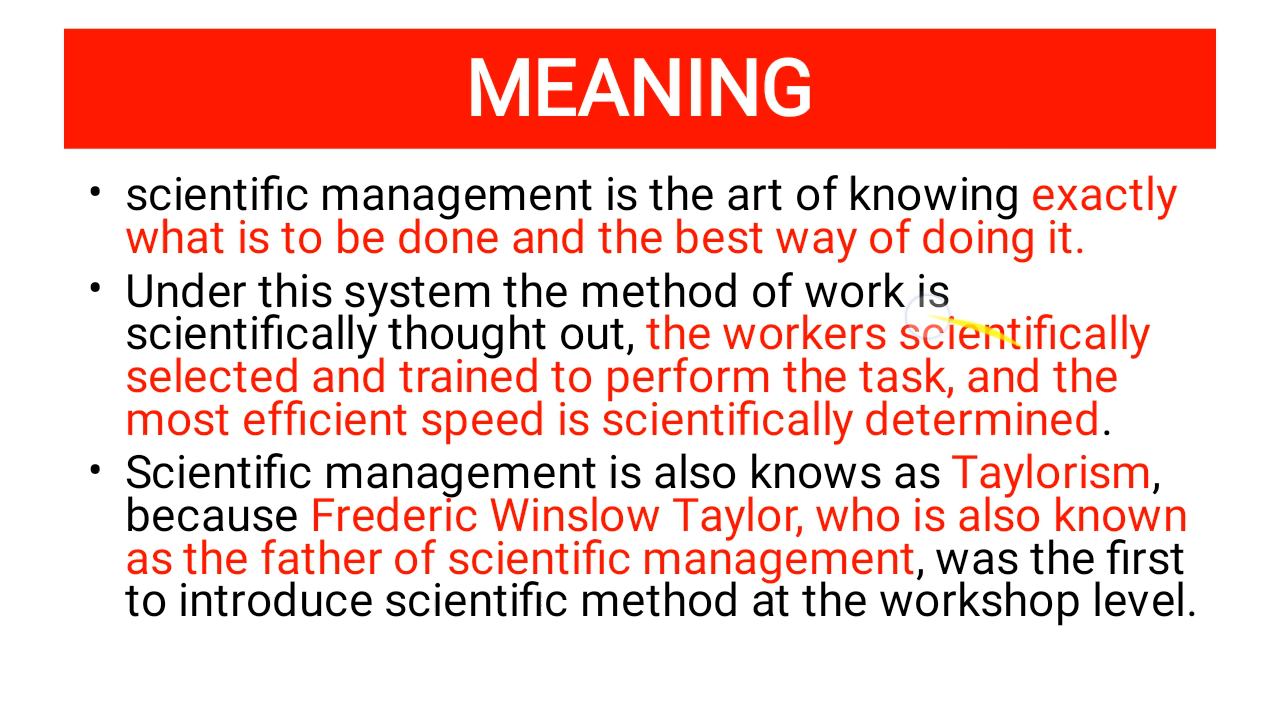 MEANING
• scientific management is the art of knowing exactly
what is to be done and the best way of doing it.
• Under this system the method of work is
scientifically thought out, the workers scientifically
selected and trained to perform the task, and the
most efficient speed is scientifically determined.
• Scientific management is also knows as Taylorism,
because Frederic Winslow Taylor, who is also known
as the father of scientific management, was the first
to introduce scientific method at the workshop level.